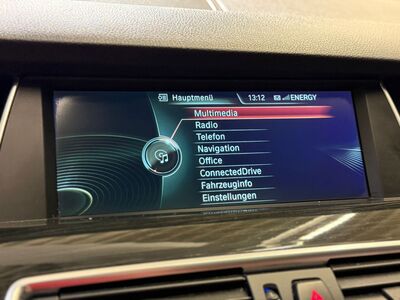 Hauptmenü 13:12 ENERGY
Multimedia
Radio
Telefon
Navigation
Office
ConnectedDrive
Fahrzeuginfo
Einstellungen